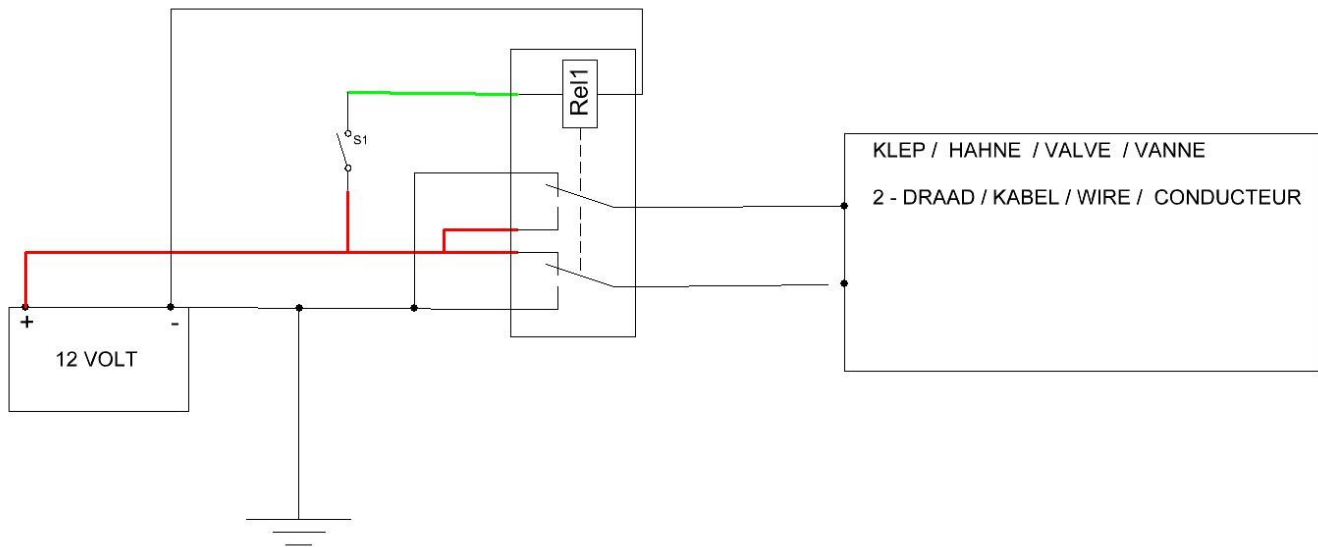 Rel1
S1
KLEP / HAHNE / VALVE / VANNE
2 - DRAAD / KABEL / WIRE / CONDUCTEUR
+ -
12 VOLT